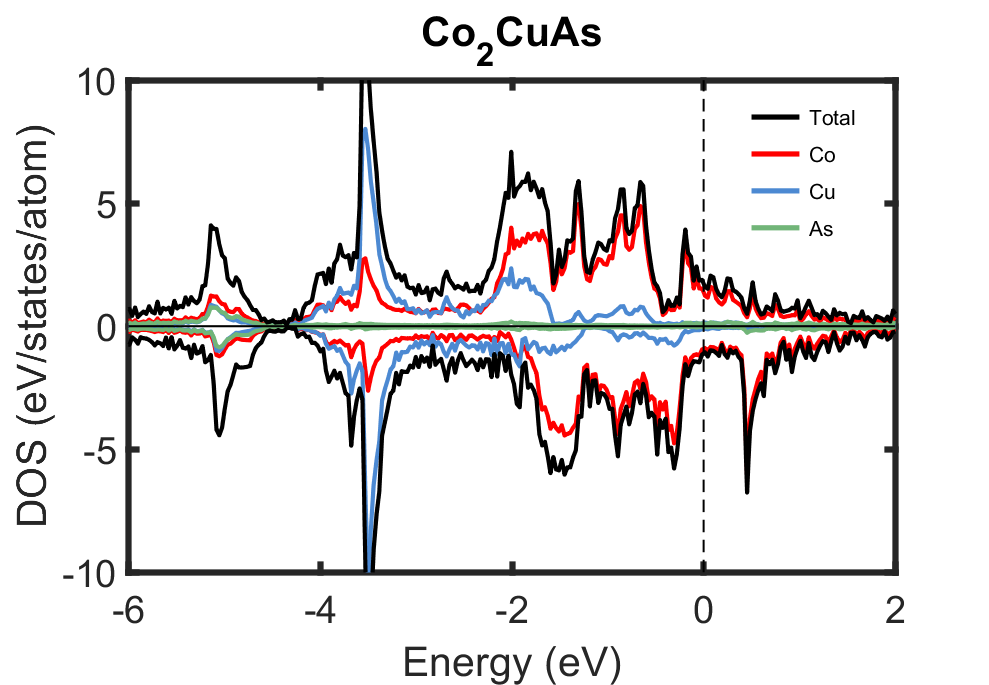 Co₂CuAs
DOS (eV/states/atom)
10
5
0
-5
-10
Total
Co
Cu
As
-6
-4
-2
0
2
Energy (eV)